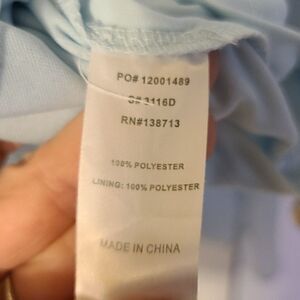 PO# 12001489
S# 3116D
RN#138713
100% POLYESTER
LINING: 100% POLYESTER
MADE IN CHINA